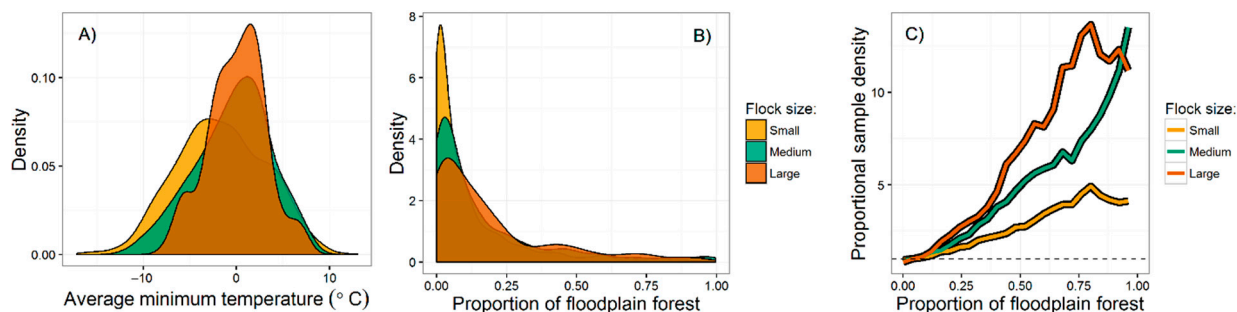 A)
Density
0.10
0.05
0.00
−10
0
10
Average minimum temperature (° C)
B)
Density
8
6
4
2
0
0.00
0.25
0.50
0.75
1.00
Proportion of floodplain forest
Flock size:
Small
Medium
Large
C)
Proportional sample density
10
5
0.00
0.25
0.50
0.75
1.00
Proportion of floodplain forest
Flock size:
Small
Medium
Large